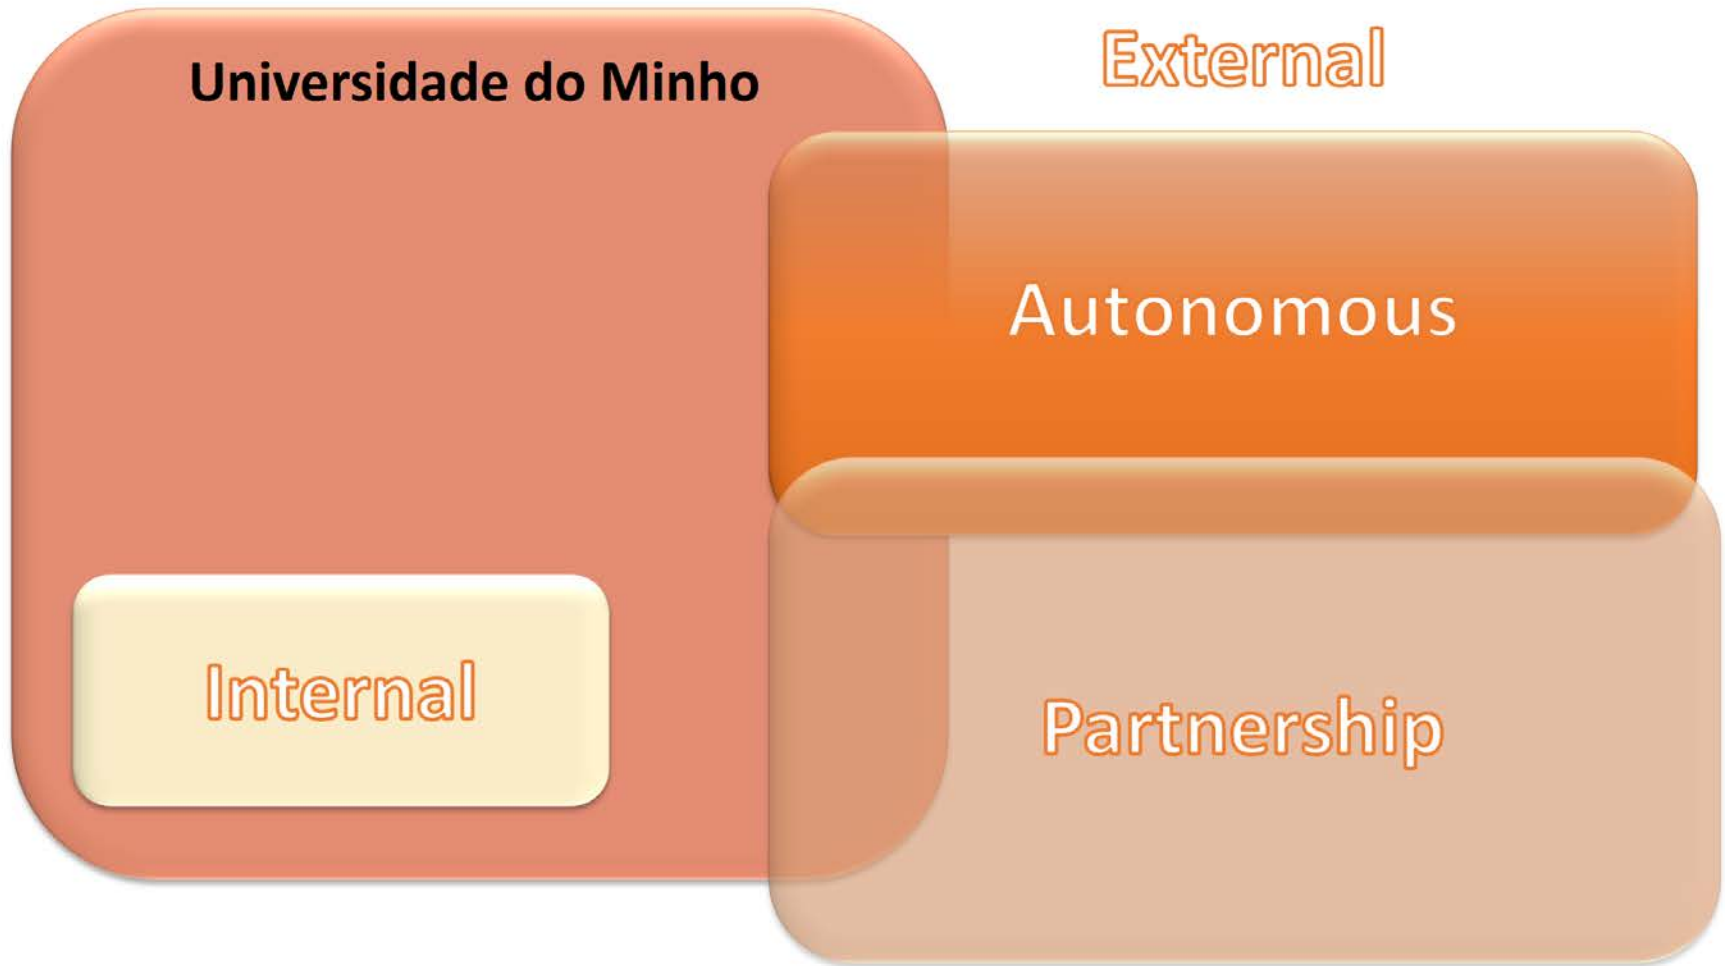 Universidade do Minho
External
Autonomous
Internal
Partnership